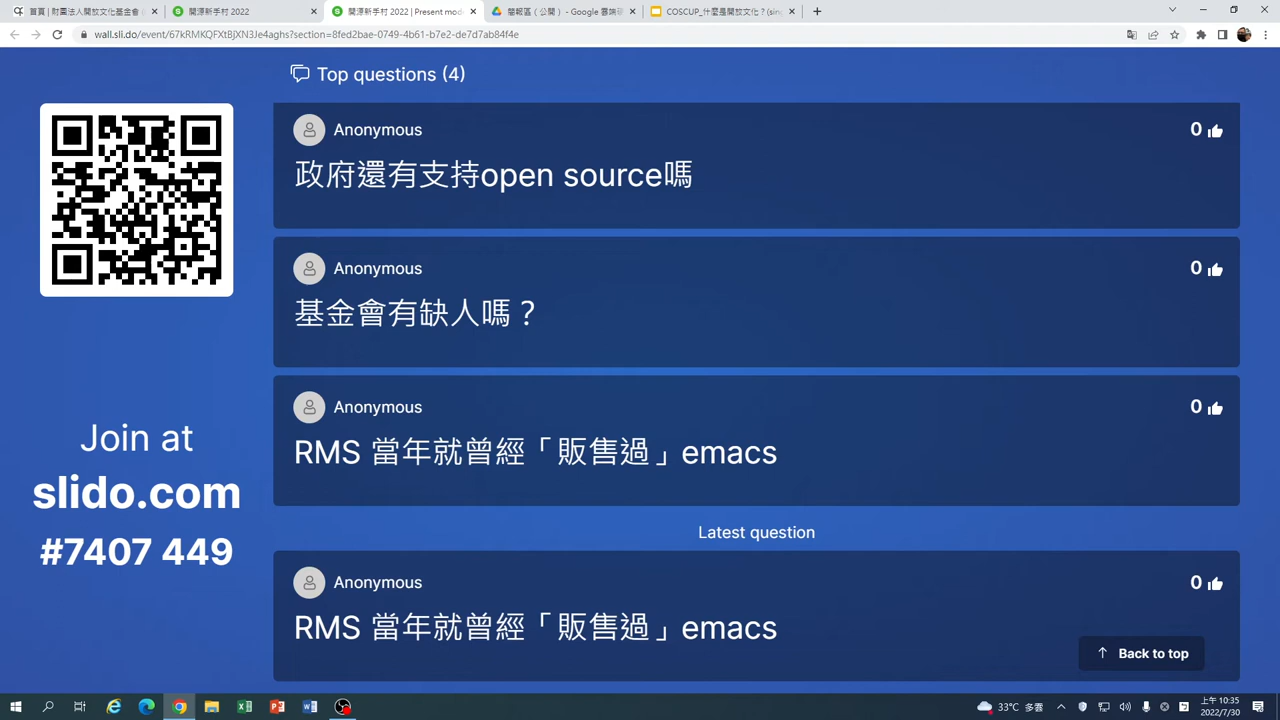 首頁 | 財團法人開放文化基金會
開源新手村 2022
開源新手村 2022 | Present mode
簡報區（公開） - Google 雲端硬
COSCUP_什麼是開放文化？(sin
wall.sli.do/event/67kRMKQFXtBjXN3Je4aghs?section=8fed2bae-0749-4b61-b7e2-de7d7ab84f4e
Top questions (4)
Anonymous
0
政府還有支持open source嗎
Anonymous
0
基金會有缺人嗎？
Anonymous
0
RMS 當年就曾經「販售過」emacs
Latest question
Anonymous
0
RMS 當年就曾經「販售過」emacs
Back to top
Join at
slido.com
#7407 449
33°C 多雲
上午 10:35
2022/7/30